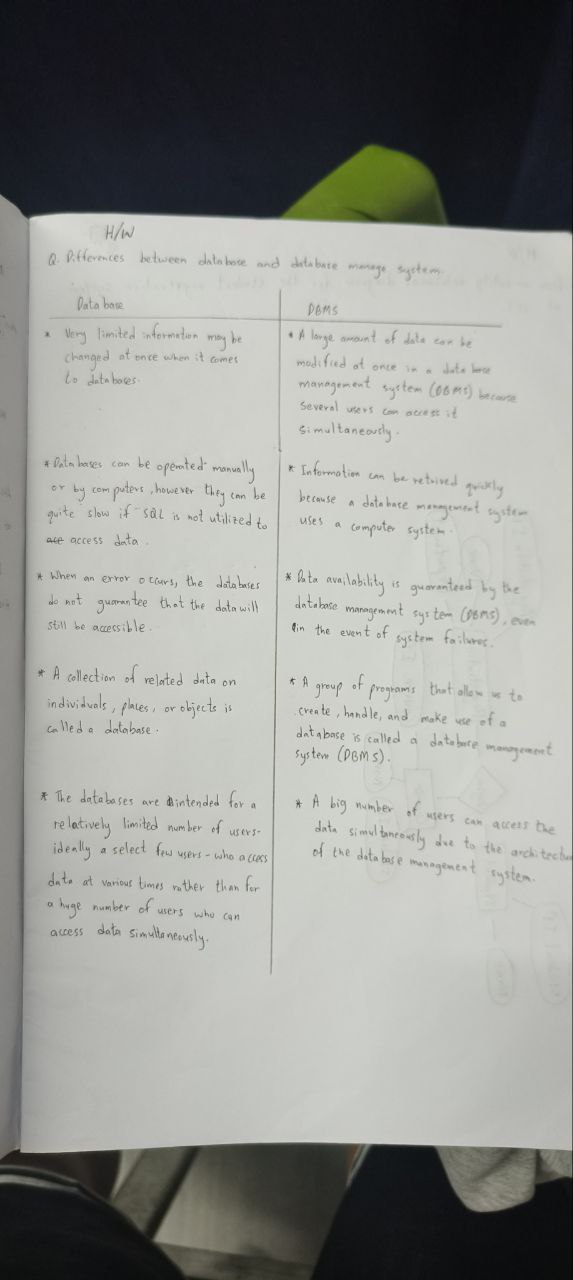 H/W
Q. Differences between database and database manage system.
Database
* Very limited information may be
changed at once when it comes
to databases.
* Databases can be operated manually
or by computers, however they can be
quite slow if SQL is not utilized to
access data.
* When an error occurs, the databases
do not guarantee that the data will
still be accessible.
* A collection of related data on
individuals, places, or objects is
called a database.
* The databases are intended for a
relatively limited number of users-
ideally a select few users - who access
data at various times rather than for
a huge number of users who can
access data simultaneously.
DBMS
* A large amount of data can be
modified at once in a data base
management system (DBMS) because
several users can access it
simultaneously.
* Information can be retrived quickly
because a database management system
uses a computer system.
* Data availability is guaranteed by the
database management system (DBMS), even
in the event of system failures.
* A group of programs that allow us to
create, handle, and make use of a
database is called a database management
system (DBMS).
* A big number of users can access the
data simultaneously due to the architectu
of the database management system.